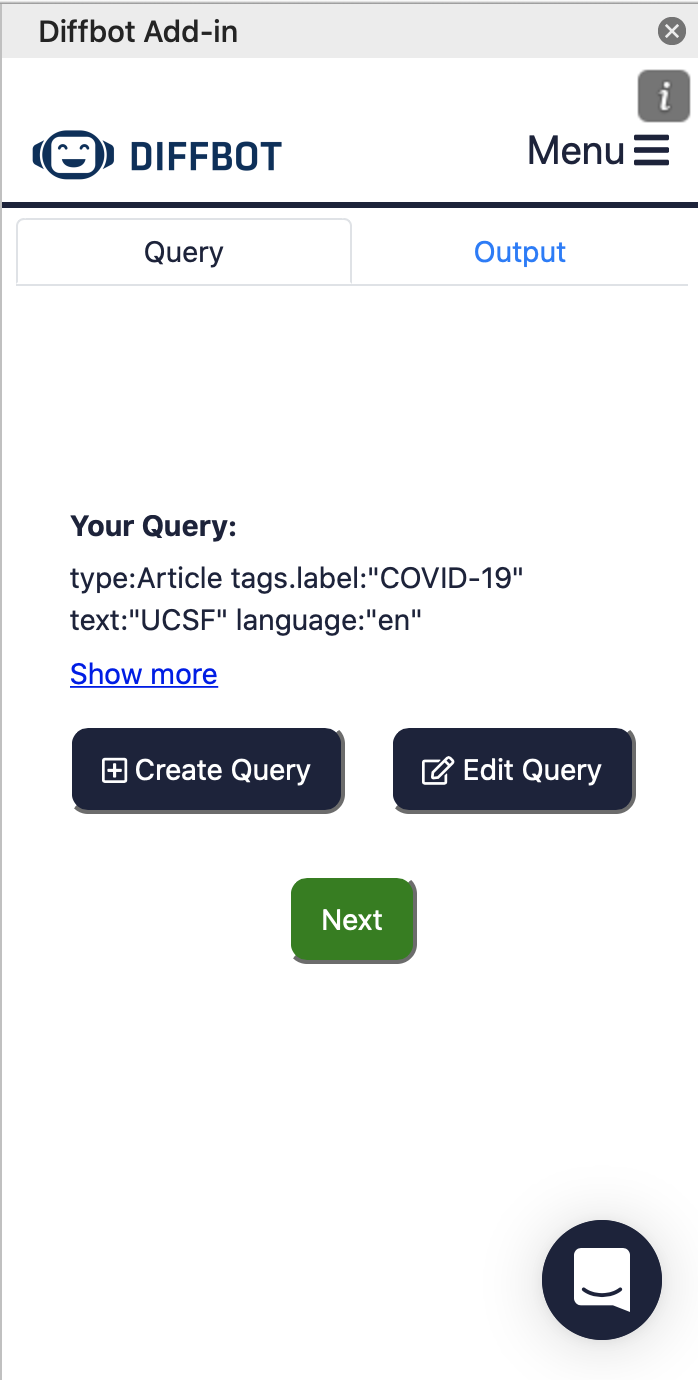 Diffbot Add-in
i
DIFFBOT
Menu
Query
Output
Your Query:
type:Article tags.label:"COVID-19"
text:"UCSF" language:"en"
Show more
Create Query
Edit Query
Next